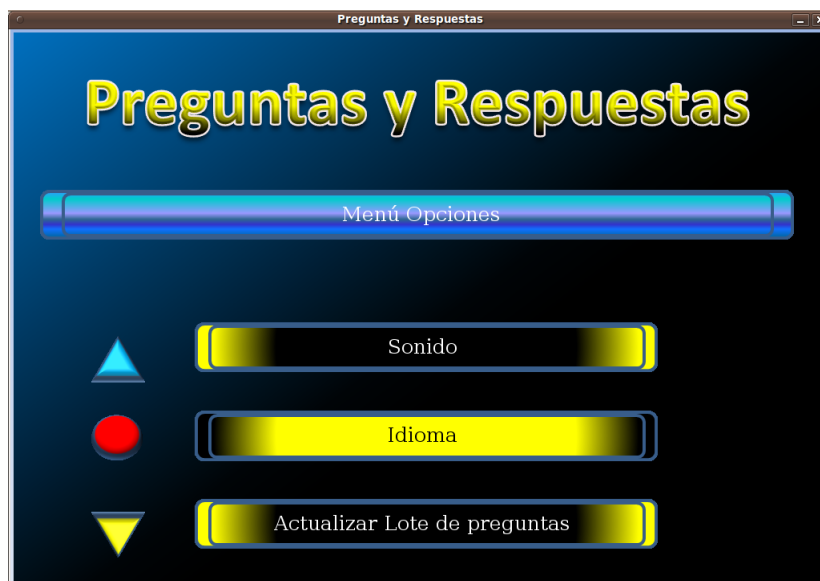 Preguntas y Respuestas
Preguntas y Respuestas
Menú Opciones
Sonido
Idioma
Actualizar Lote de preguntas